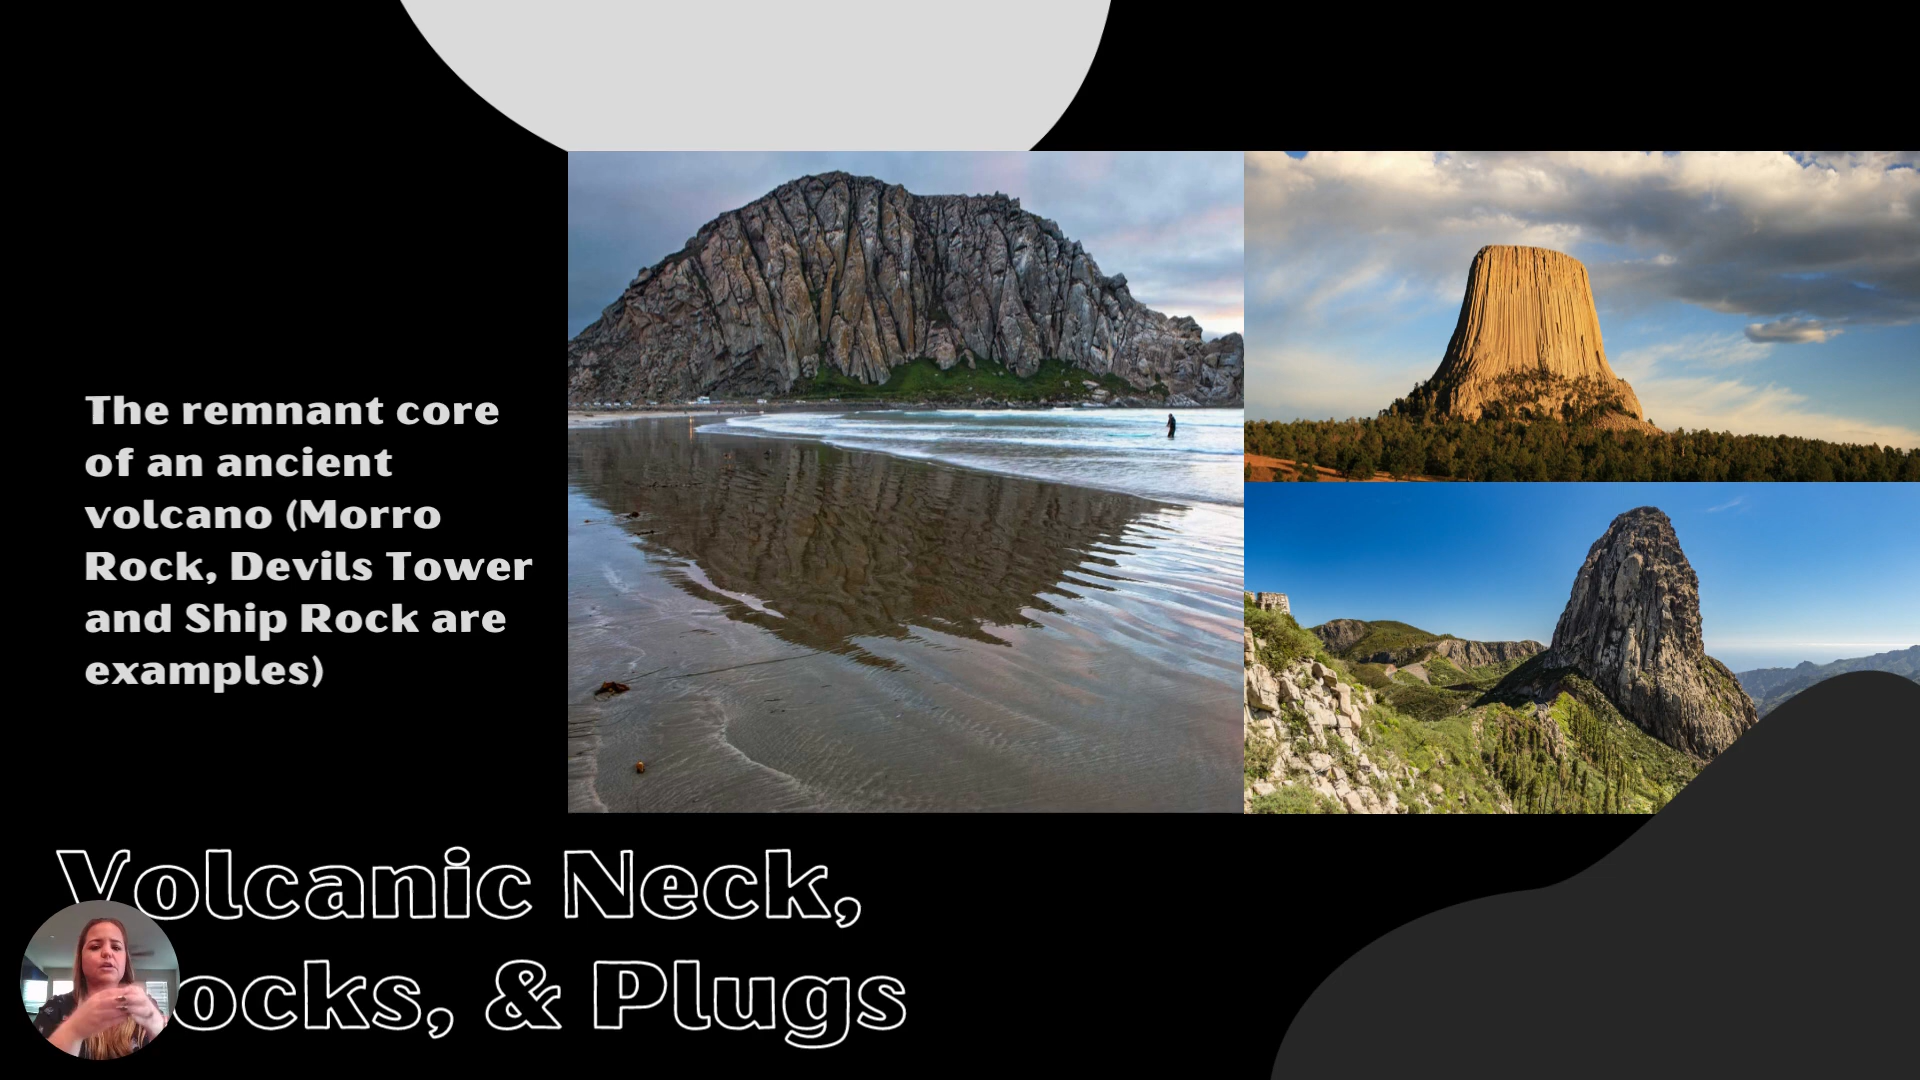 The remnant core
of an ancient
volcano (Morro
Rock, Devils Tower
and Ship Rock are
examples)
Volcanic Neck,
ocks, & Plugs